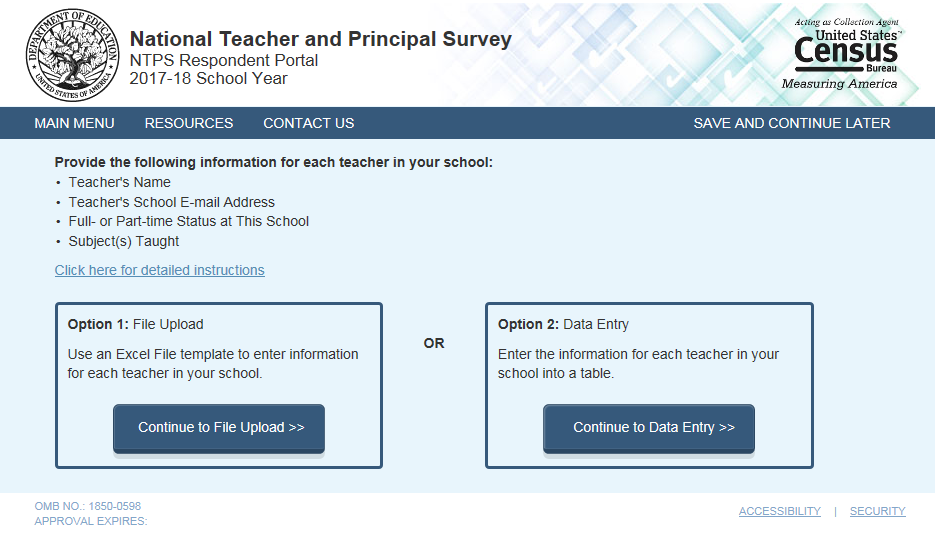 DEPARTMENT OF EDUCATION
UNITED STATES OF AMERICA
National Teacher and Principal Survey
NTPS Respondent Portal
2017-18 School Year
Acting as Collection Agent
United States™
Census
Bureau
Measuring America
MAIN MENU RESOURCES CONTACT US SAVE AND CONTINUE LATER
Provide the following information for each teacher in your school:
• Teacher's Name
• Teacher's School E-mail Address
• Full- or Part-time Status at This School
• Subject(s) Taught
Click here for detailed instructions
Option 1: File Upload
Use an Excel File template to enter information
for each teacher in your school.
Continue to File Upload >>
OR
Option 2: Data Entry
Enter the information for each teacher in your
school into a table.
Continue to Data Entry >>
OMB NO.: 1850-0598
APPROVAL EXPIRES:
ACCESSIBILITY | SECURITY